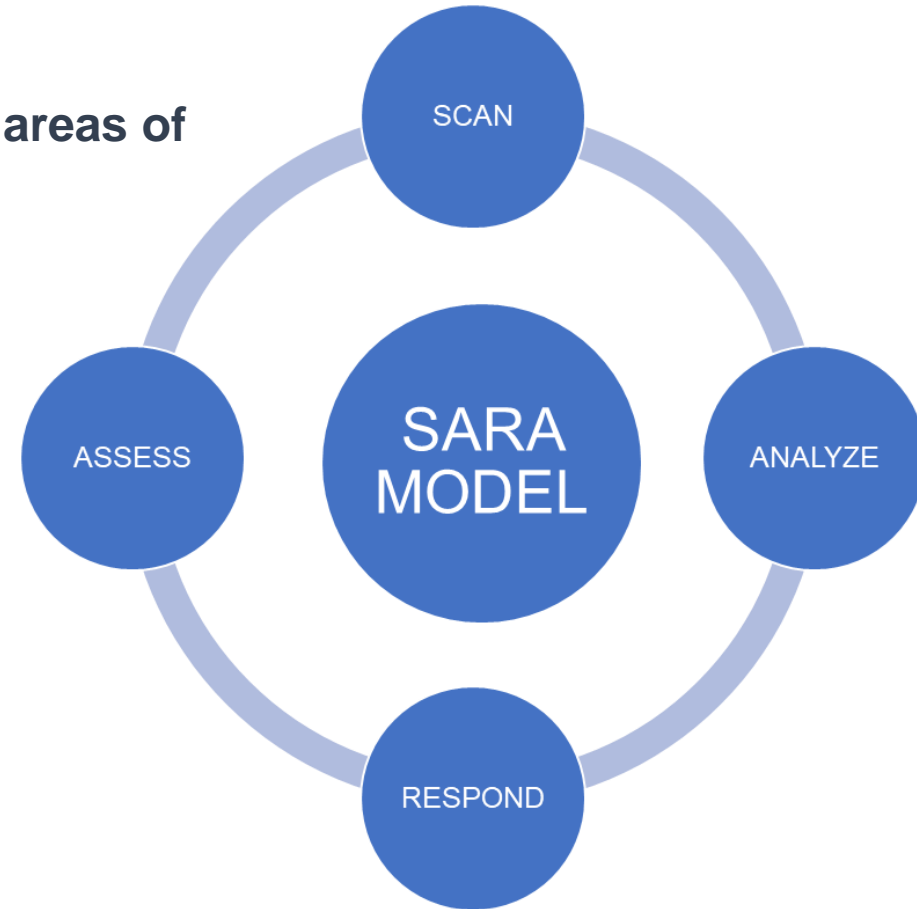 areas of
SCAN
ASSESS
SARA
MODEL
ANALYZE
RESPOND